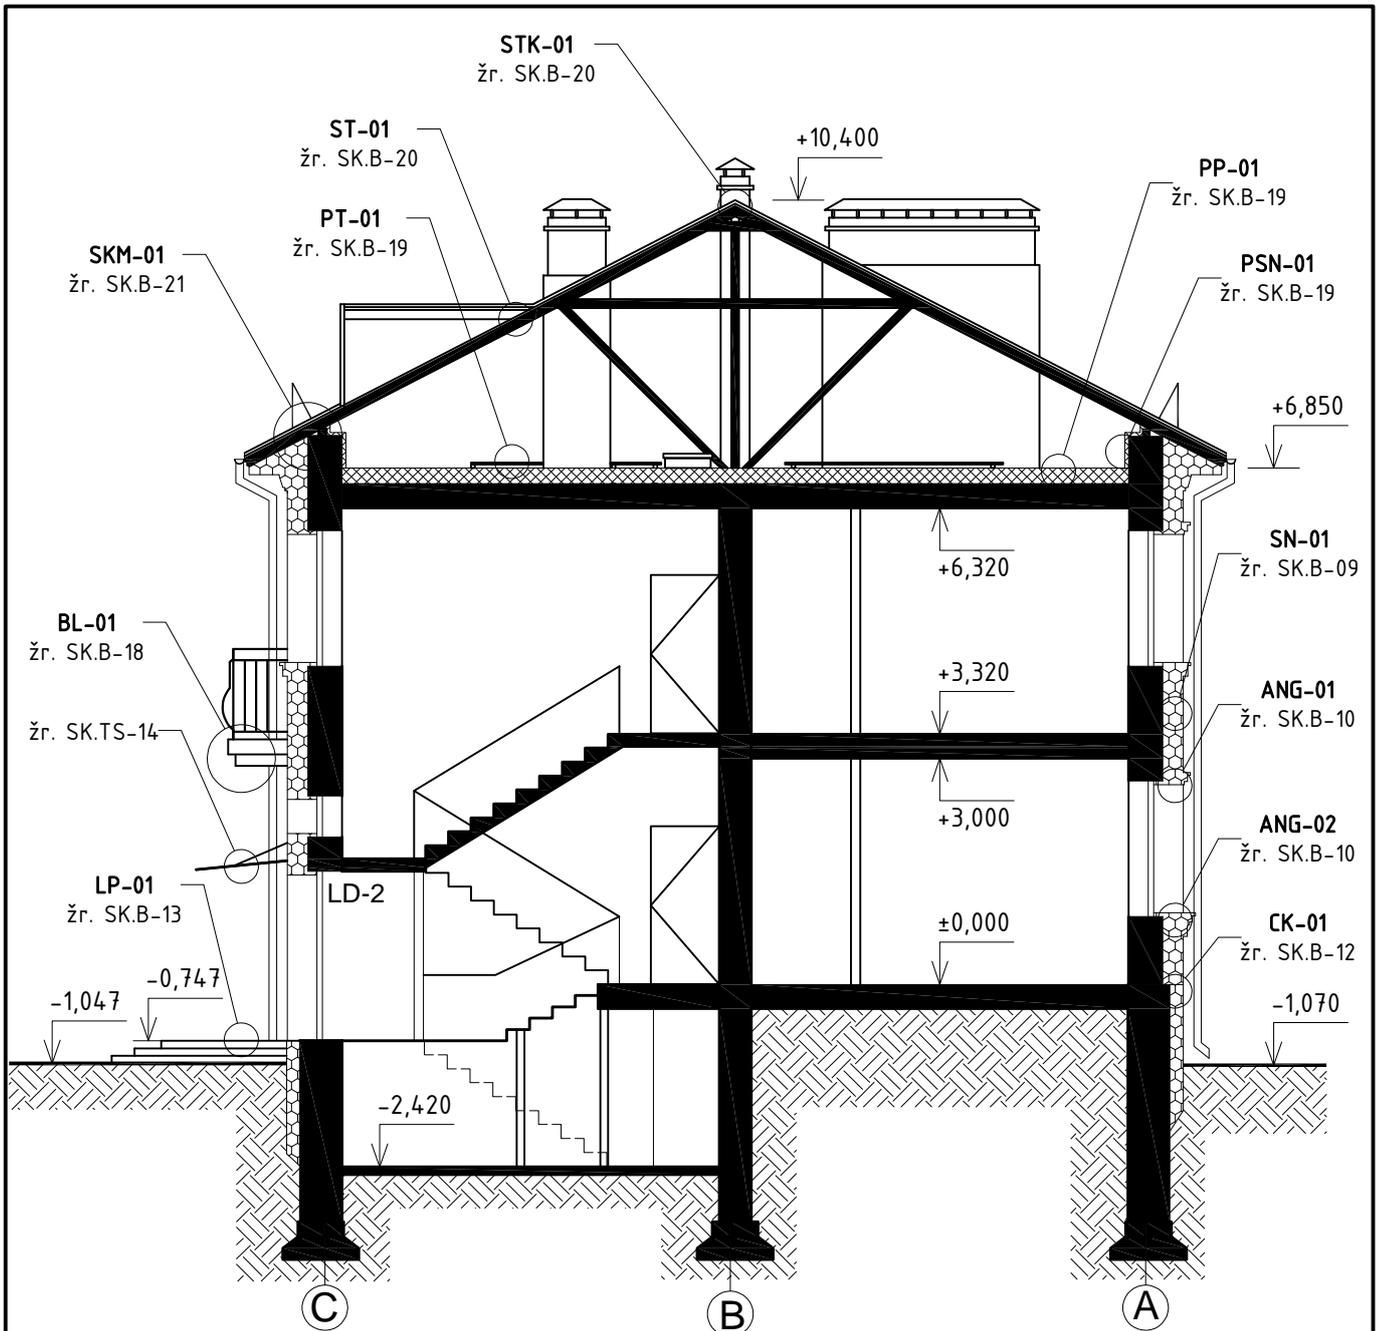 STK-01
žr. SK.B-20
ST-01
žr. SK.B-20
+10,400
PP-01
žr. SK.B-19
PT-01
žr. SK.B-19
SKM-01
žr. SK.B-21
PSN-01
žr. SK.B-19
+6,850
+6,320
SN-01
žr. SK.B-09
BL-01
žr. SK.B-18
+3,320
ANG-01
žr. SK.B-10
žr. SK.TS-14
+3,000
ANG-02
žr. SK.B-10
LP-01
žr. SK.B-13
LD-2
±0,000
CK-01
žr. SK.B-12
-0,747
-1,047
-1,070
-2,420
C
B
A